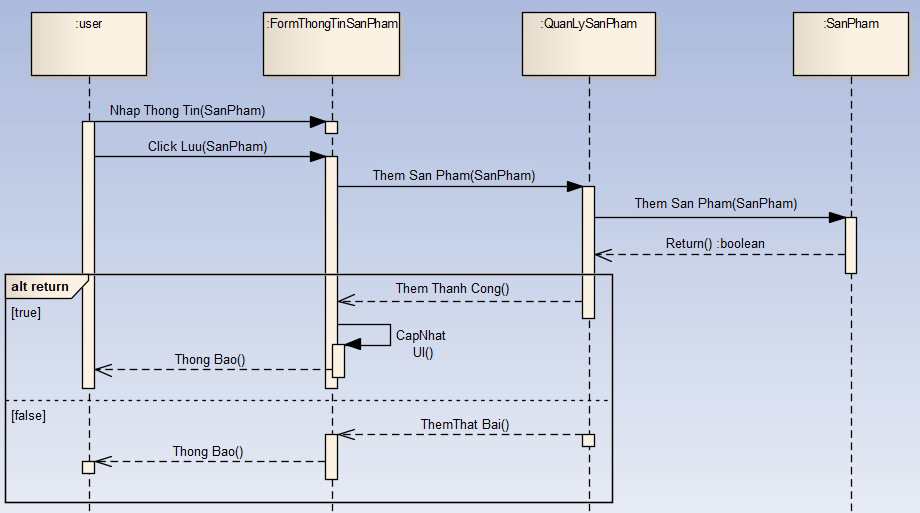 :user
:FormThongTinSanPham
:QuanLySanPham
:SanPham
Nhap Thong Tin(SanPham)
Click Luu(SanPham)
Them San Pham(SanPham)
Them San Pham(SanPham)
Return() :boolean
alt return
Them Thanh Cong()
[true]
CapNhat
UI()
Thong Bao()
[false]
ThemThat Bai()
Thong Bao()